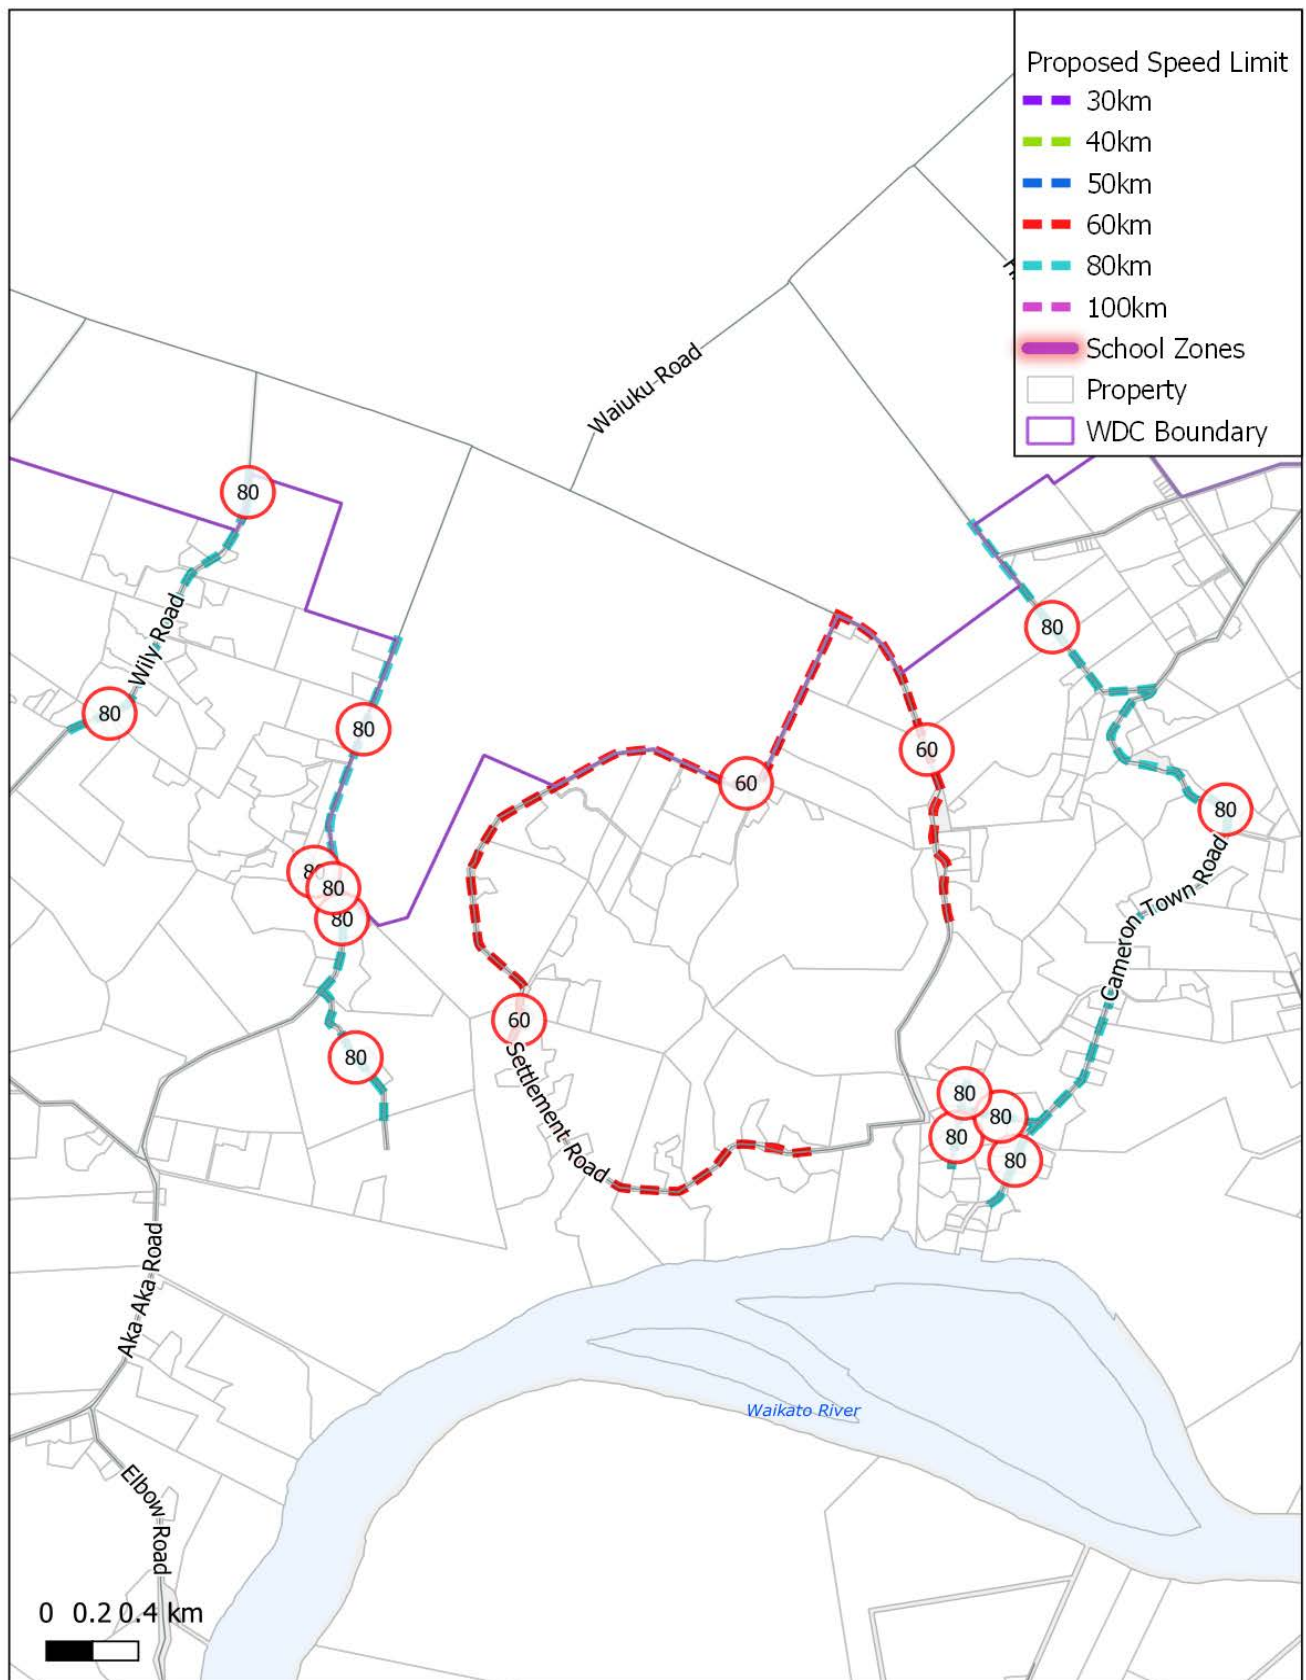 Proposed Speed Limit
30km
40km
50km
60km
80km
100km
School Zones
Property
WDC Boundary
Waiuku Road
80
80
Wily Road
80
80
60
60
80
80
80
80
Cameron Town Road
60
80
Settlement Road
80
80
80
80
Aka Aka Road
Waikato River
Elbow Road
0 0.2 0.4 km